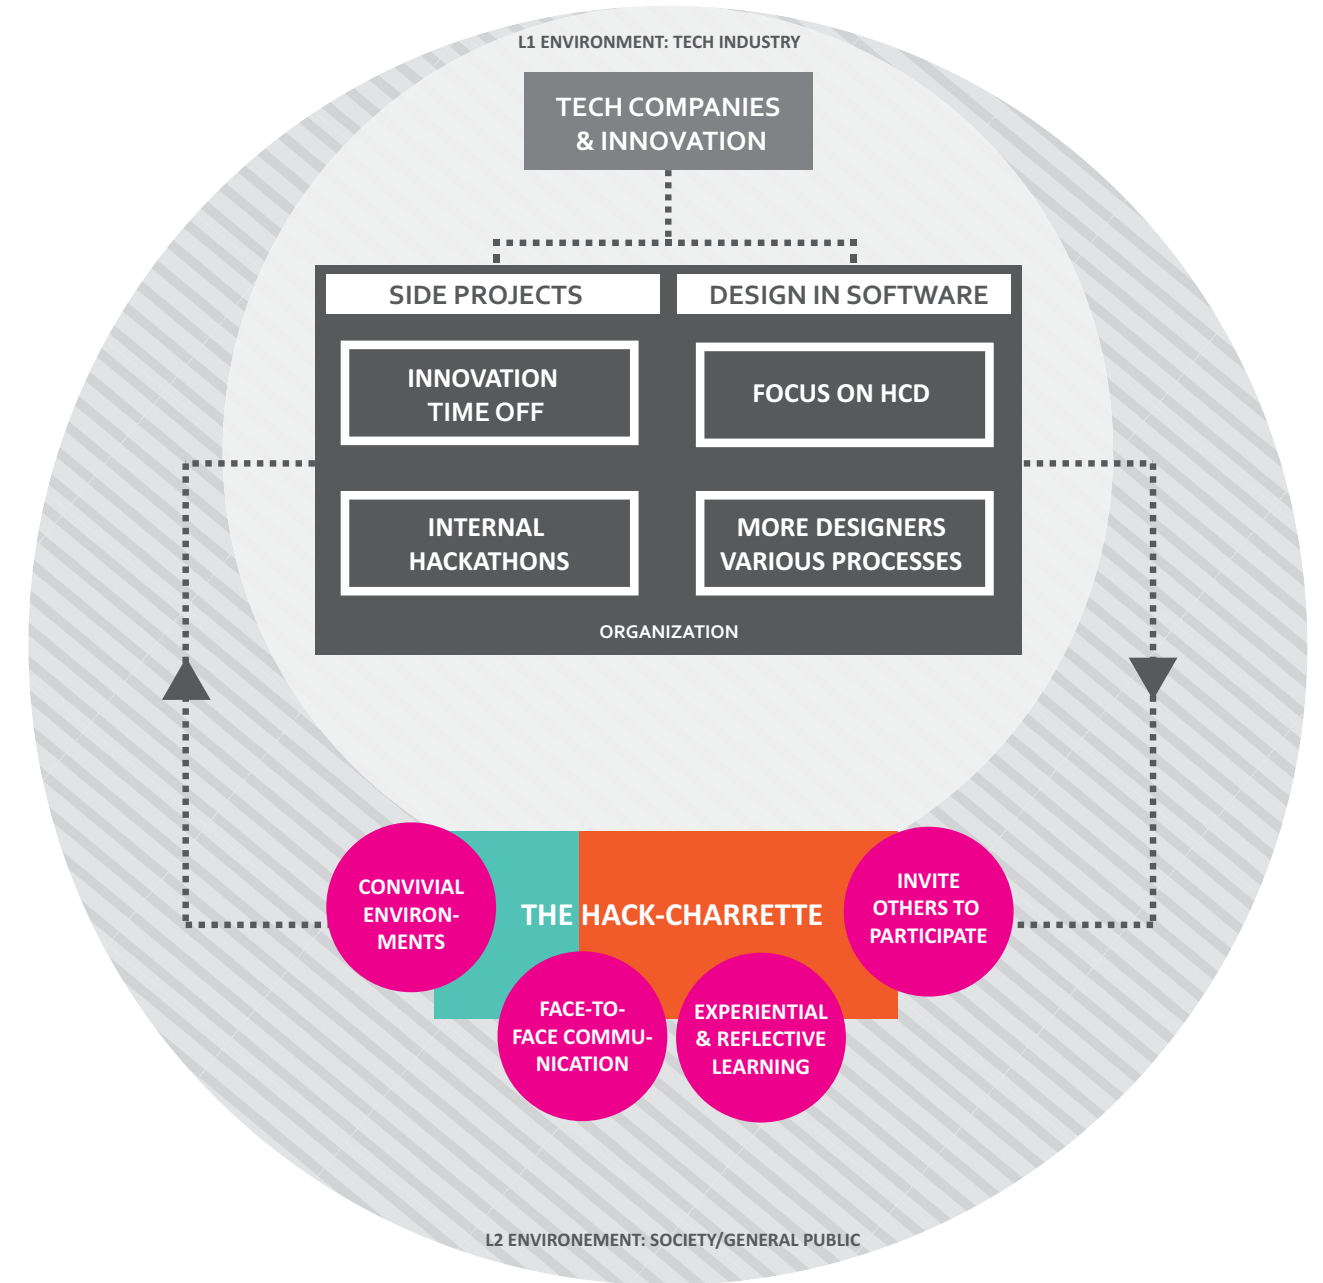 L1 ENVIRONMENT: TECH INDUSTRY
TECH COMPANIES
& INNOVATION
SIDE PROJECTS
DESIGN IN SOFTWARE
INNOVATION
TIME OFF
FOCUS ON HCD
INTERNAL
HACKATHONS
MORE DESIGNERS
VARIOUS PROCESSES
ORGANIZATION
CONVIVIAL
ENVIRON-
MENTS
THE HACK-CHARRETTE
INVITE
OTHERS TO
PARTICIPATE
FACE-TO-
FACE COMMU-
NICATION
EXPERIENTIAL
& REFLECTIVE
LEARNING
L2 ENVIRONEMENT: SOCIETY/GENERAL PUBLIC